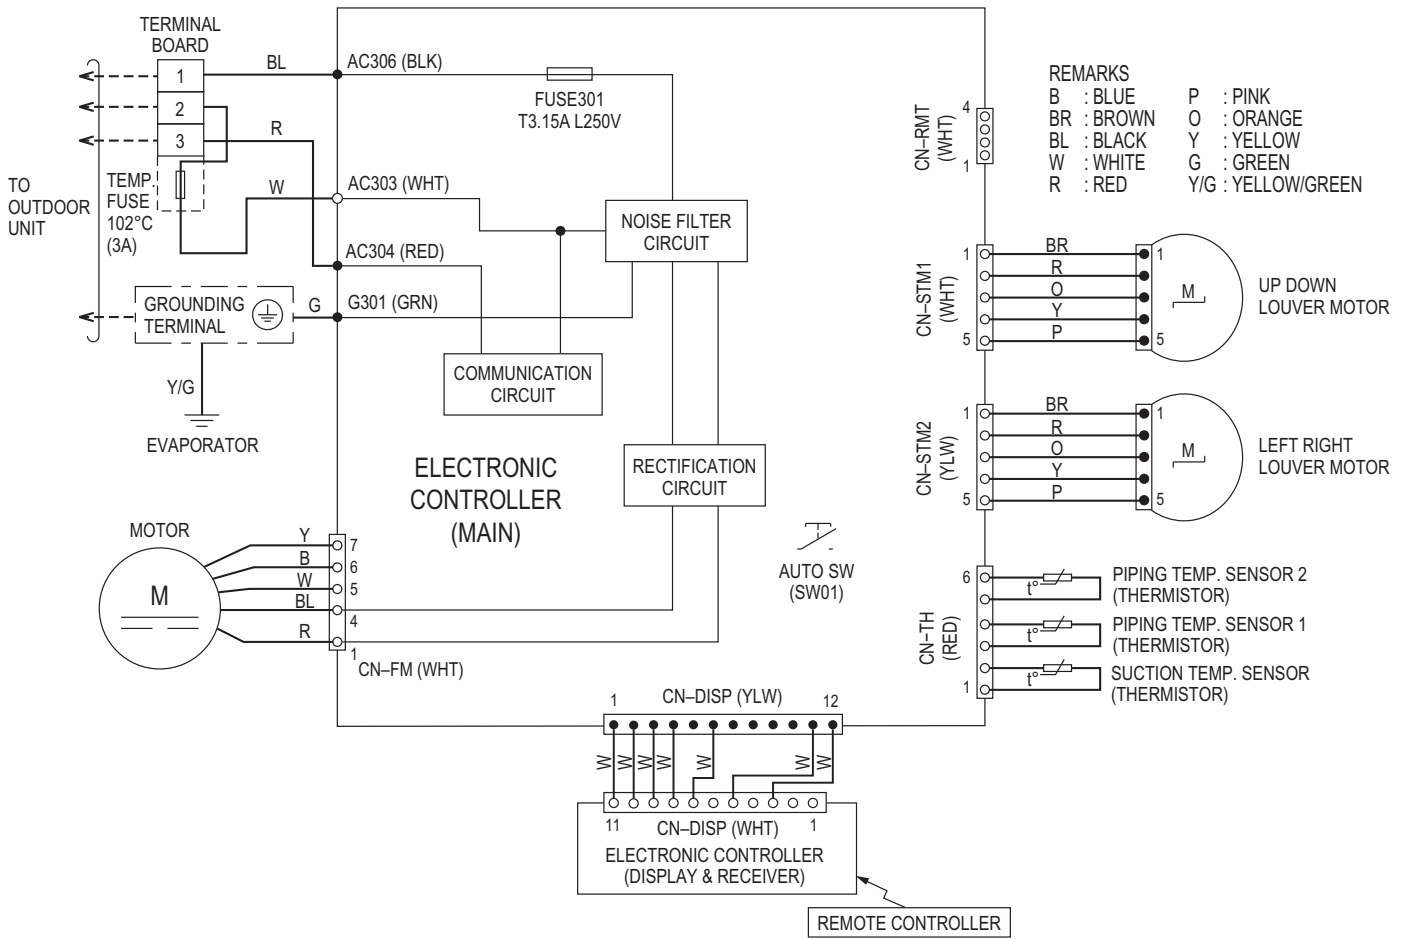 TERMINAL
BOARD
1
2
3
BL
R
W
TEMP.
FUSE
102°C
(3A)
TO
OUTDOOR
UNIT
GROUNDING
TERMINAL
G
Y/G
EVAPORATOR
AC306 (BLK)
FUSE301
T3.15A L250V
AC303 (WHT)
AC304 (RED)
G301 (GRN)
NOISE FILTER
CIRCUIT
COMMUNICATION
CIRCUIT
RECTIFICATION
CIRCUIT
ELECTRONIC
CONTROLLER
(MAIN)
AUTO SW
(SW01)
MOTOR
M
Y
B
W
BL
R
7
6
5
4
1
CN–FM (WHT)
CN–RMT
(WHT)
4
1
REMARKS
B : BLUE P : PINK
BR : BROWN O : ORANGE
BL : BLACK Y : YELLOW
W : WHITE G : GREEN
R : RED Y/G : YELLOW/GREEN
CN–STM1
(WHT)
1
5
BR
R
O
Y
P
1
5
M
UP DOWN
LOUVER MOTOR
CN–STM2
(YLW)
1
5
BR
R
O
Y
P
1
5
M
LEFT RIGHT
LOUVER MOTOR
CN–TH
(RED)
6
1
t°
PIPING TEMP. SENSOR 2
(THERMISTOR)
t°
PIPING TEMP. SENSOR 1
(THERMISTOR)
t°
SUCTION TEMP. SENSOR
(THERMISTOR)
1 CN–DISP (YLW) 12
W W W W W W W
11 CN–DISP (WHT) 1
ELECTRONIC CONTROLLER
(DISPLAY & RECEIVER)
REMOTE CONTROLLER